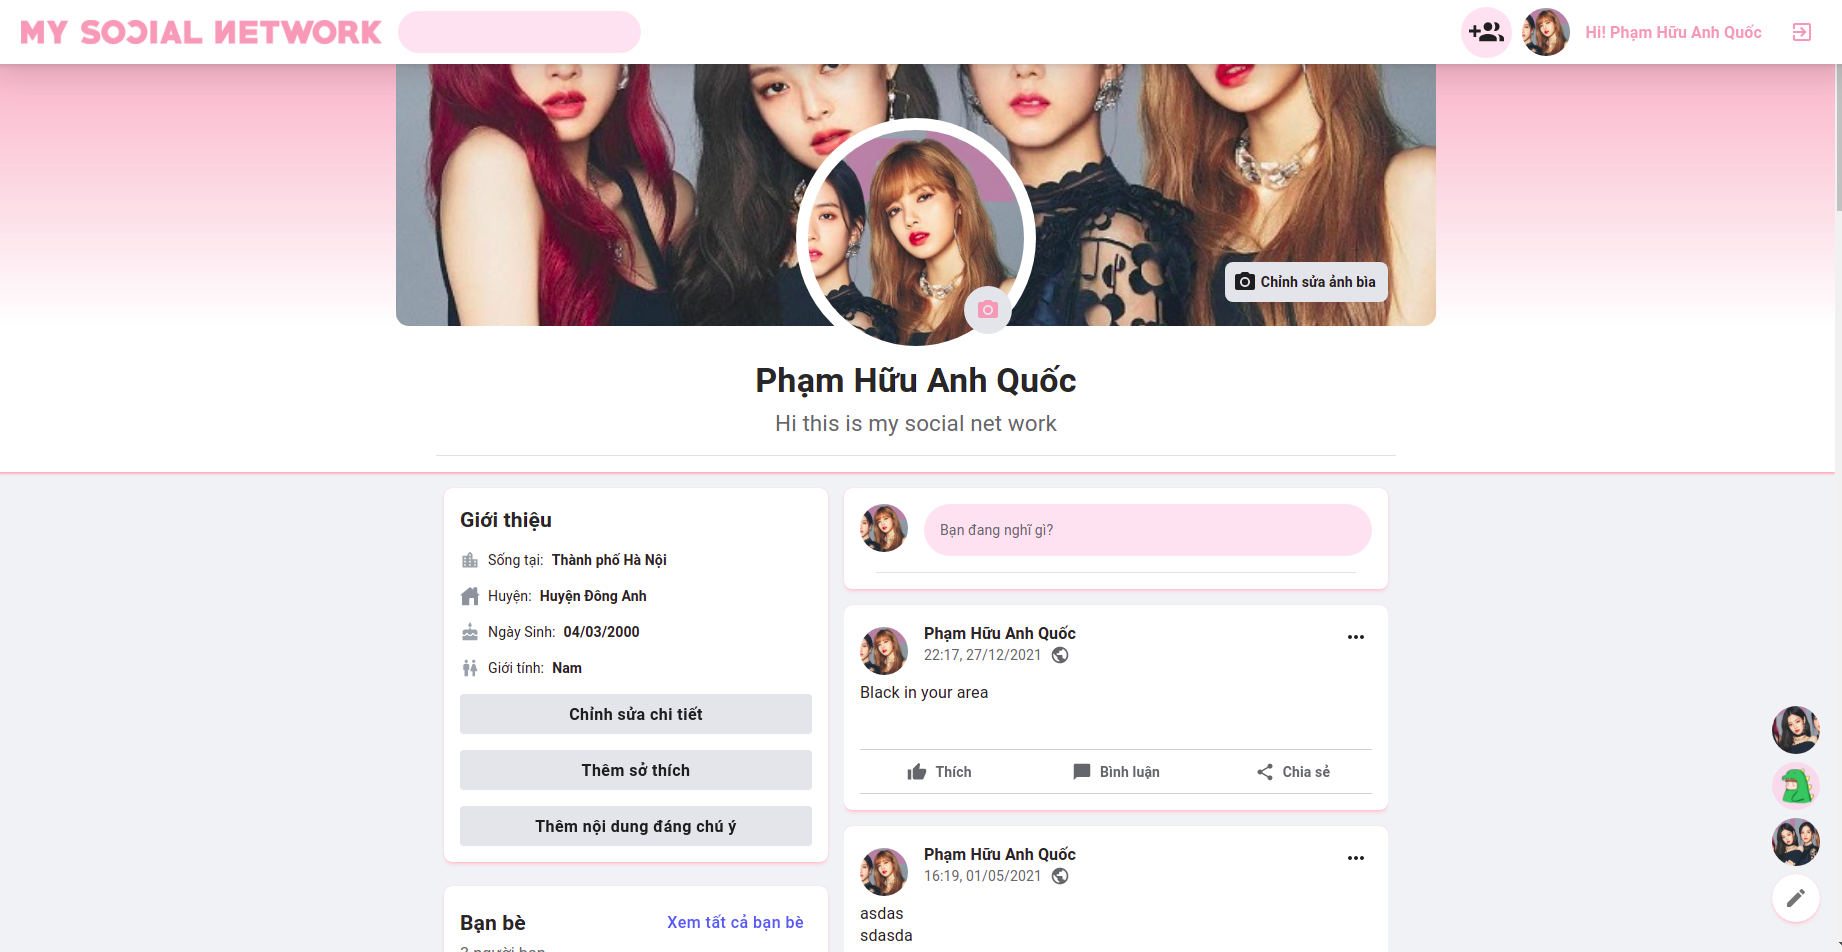 MY SOCIAL NETWORK
Hi! Phạm Hữu Anh Quốc
Chỉnh sửa ảnh bìa
Phạm Hữu Anh Quốc
Hi this is my social net work
Giới thiệu
Sống tại: Thành phố Hà Nội
Huyện: Huyện Đông Anh
Ngày Sinh: 04/03/2000
Giới tính: Nam
Chỉnh sửa chi tiết
Thêm sở thích
Thêm nội dung đáng chú ý
Bạn bè
Xem tất cả bạn bè
3 người bạn
Bạn đang nghĩ gì?
Phạm Hữu Anh Quốc
22:17, 27/12/2021
Black in your area
Thích
Bình luận
Chia sẻ
Phạm Hữu Anh Quốc
16:19, 01/05/2021
asdas
sdasda